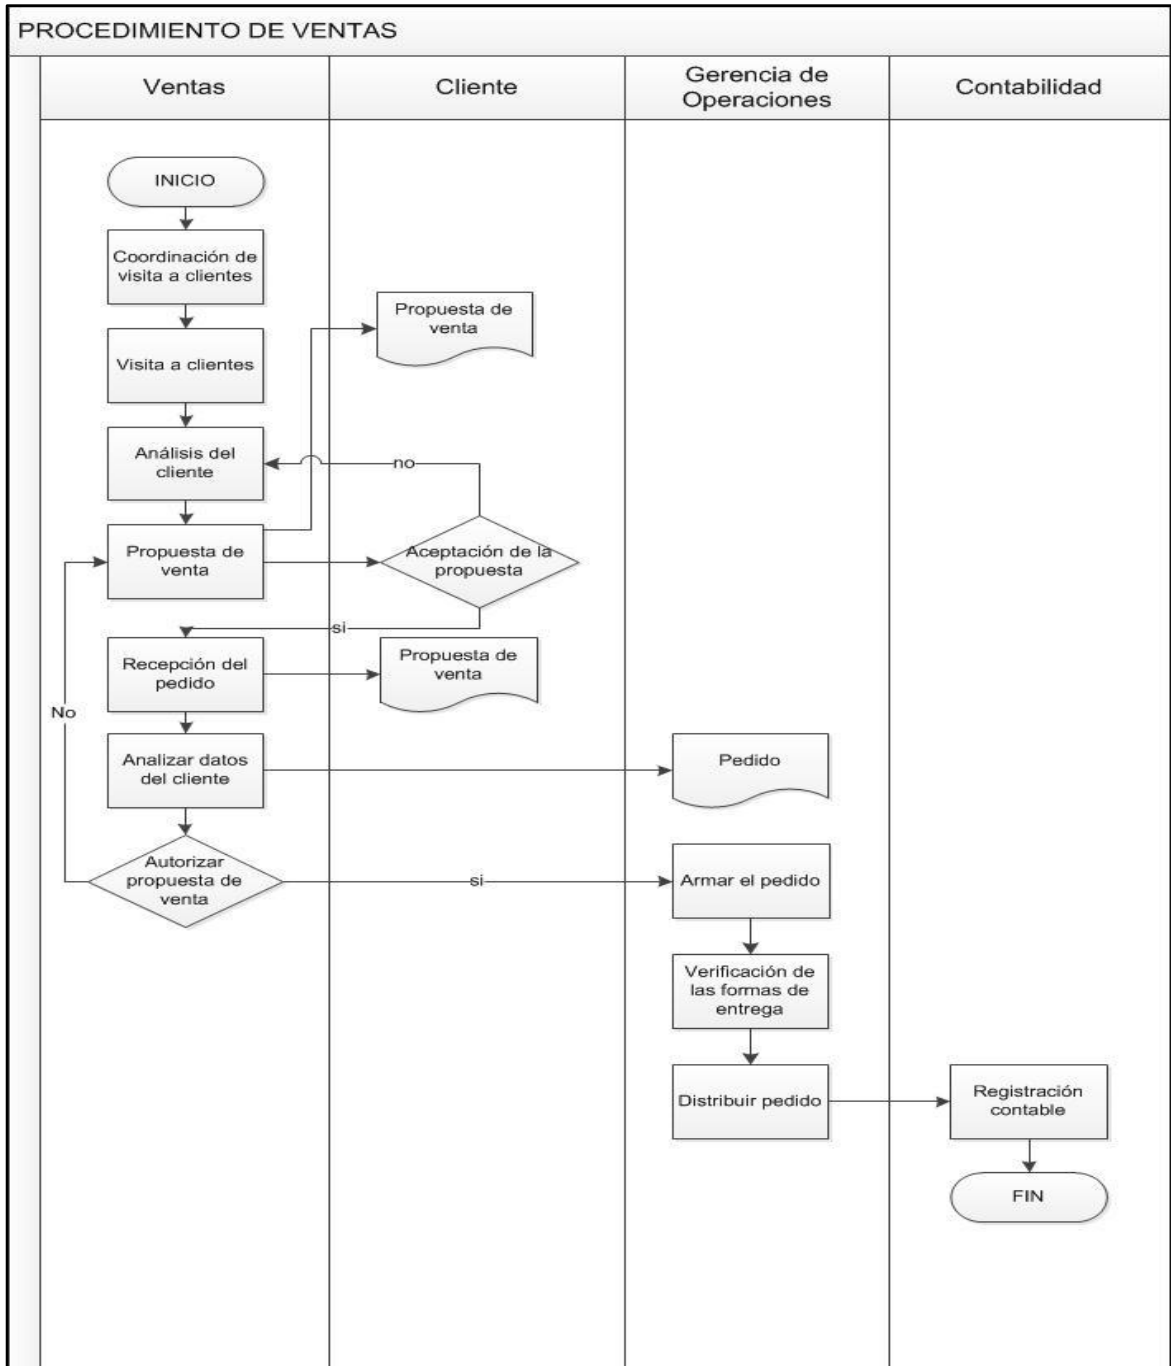 PROCEDIMIENTO DE VENTAS
Ventas
Cliente
Gerencia de
Operaciones
Contabilidad
INICIO
Coordinación de
visita a clientes
Propuesta de
venta
Visita a clientes
Análisis del
cliente
no
Propuesta de
venta
Aceptación de la
propuesta
si
Recepción del
pedido
Propuesta de
venta
No
Analizar datos
del cliente
Pedido
Autorizar
propuesta de
venta
si
Armar el pedido
Verificación de
las formas de
entrega
Distribuir pedido
Registración
contable
FIN